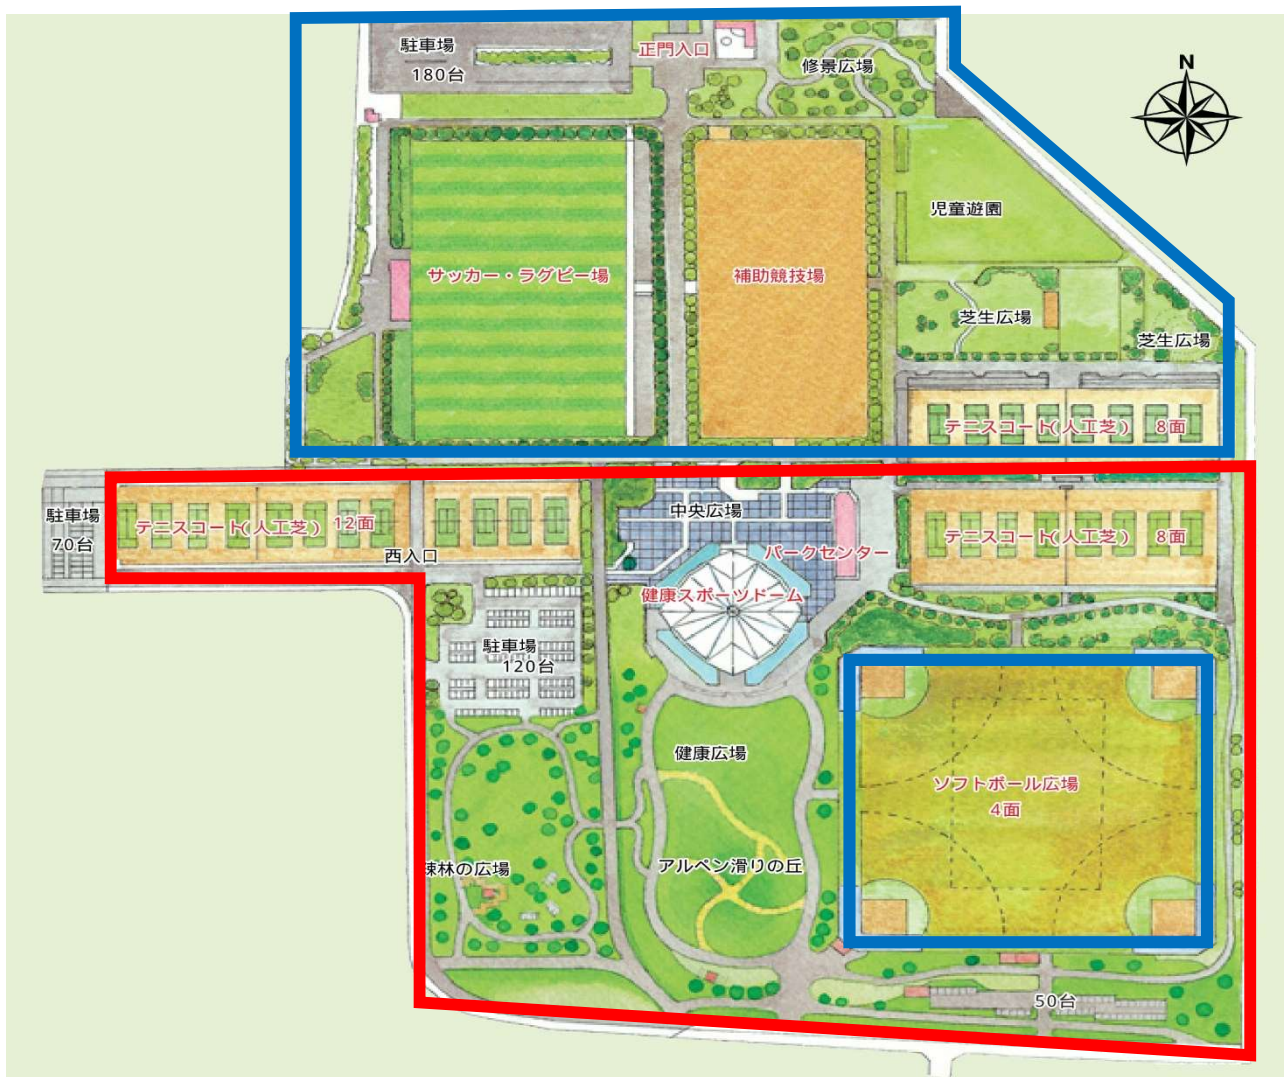 駐車場
180台
正門入口
修景広場
N
児童遊園
サッカー・ラグビー場
補助競技場
芝生広場
芝生広場
テニスコート(人工芝) 8面
駐車場
70台
テニスコート(人工芝) 12面
西入口
中央広場
パークセンター
テニスコート(人工芝) 8面
健康スポーツドーム
駐車場
120台
健康広場
ソフトボール広場
4面
アルペン滑りの丘
疎林の広場
50台